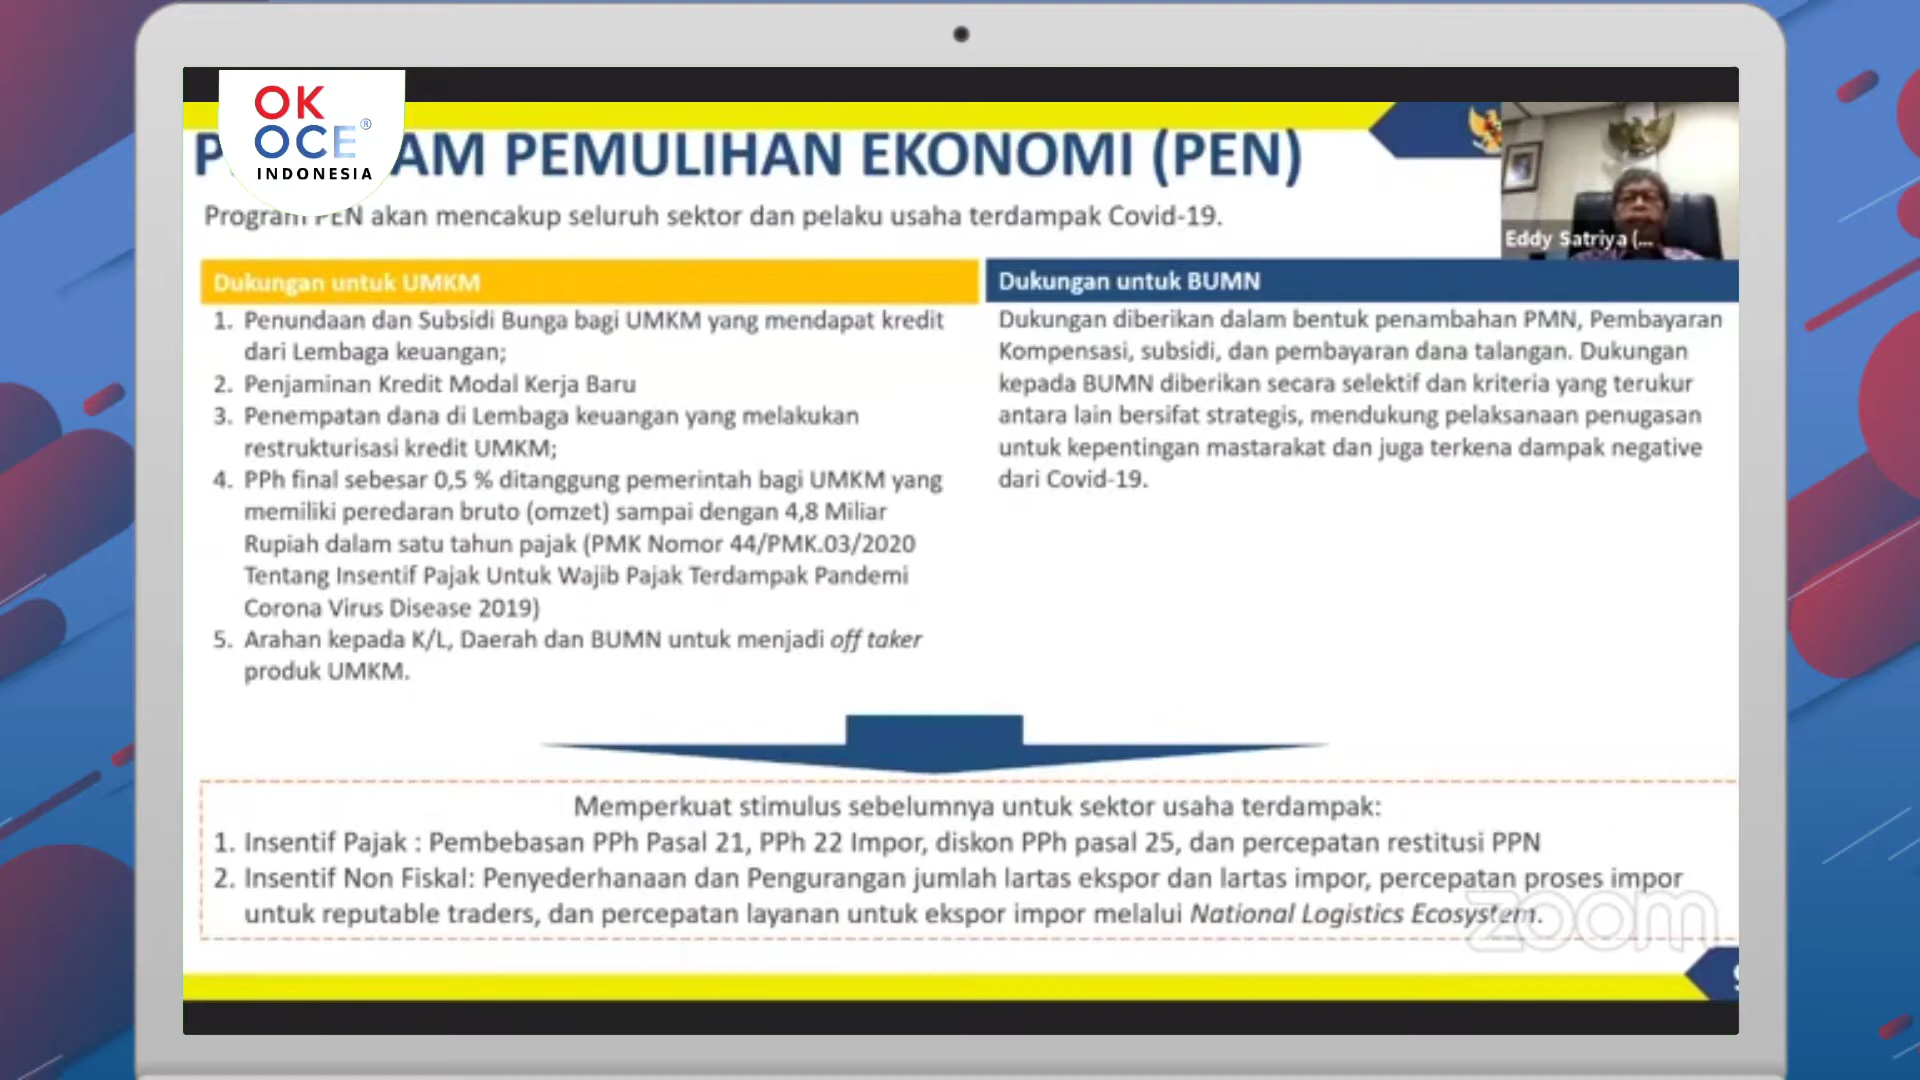 OK
OCE®
INDONESIA
AM PEMULIHAN EKONOMI (PEN)
Program PEN akan mencakup seluruh sektor dan pelaku usaha terdampak Covid-19.
Eddy Satriya (...
Dukungan untuk UMKM
1. Penundaan dan Subsidi Bunga bagi UMKM yang mendapat kredit
dari Lembaga keuangan;
2. Penjaminan Kredit Modal Kerja Baru
3. Penempatan dana di Lembaga keuangan yang melakukan
restrukturisasi kredit UMKM;
4. PPh final sebesar 0,5 % ditanggung pemerintah bagi UMKM yang
memiliki peredaran bruto (omzet) sampai dengan 4,8 Miliar
Rupiah dalam satu tahun pajak (PMK Nomor 44/PMK.03/2020
Tentang Insentif Pajak Untuk Wajib Pajak Terdampak Pandemi
Corona Virus Disease 2019)
5. Arahan kepada K/L, Daerah dan BUMN untuk menjadi off taker
produk UMKM.
Dukungan untuk BUMN
Dukungan diberikan dalam bentuk penambahan PMN, Pembayaran
Kompensasi, subsidi, dan pembayaran dana talangan. Dukungan
kepada BUMN diberikan secara selektif dan kriteria yang terukur
antara lain bersifat strategis, mendukung pelaksanaan penugasan
untuk kepentingan mastarakat dan juga terkena dampak negative
dari Covid-19.
Memperkuat stimulus sebelumnya untuk sektor usaha terdampak:
1. Insentif Pajak : Pembebasan PPh Pasal 21, PPh 22 Impor, diskon PPh pasal 25, dan percepatan restitusi PPN
2. Insentif Non Fiskal: Penyederhanaan dan Pengurangan jumlah lartas ekspor dan lartas impor, percepatan proses impor
untuk reputable traders, dan percepatan layanan untuk ekspor impor melalui National Logistics Ecosystem.
zoom